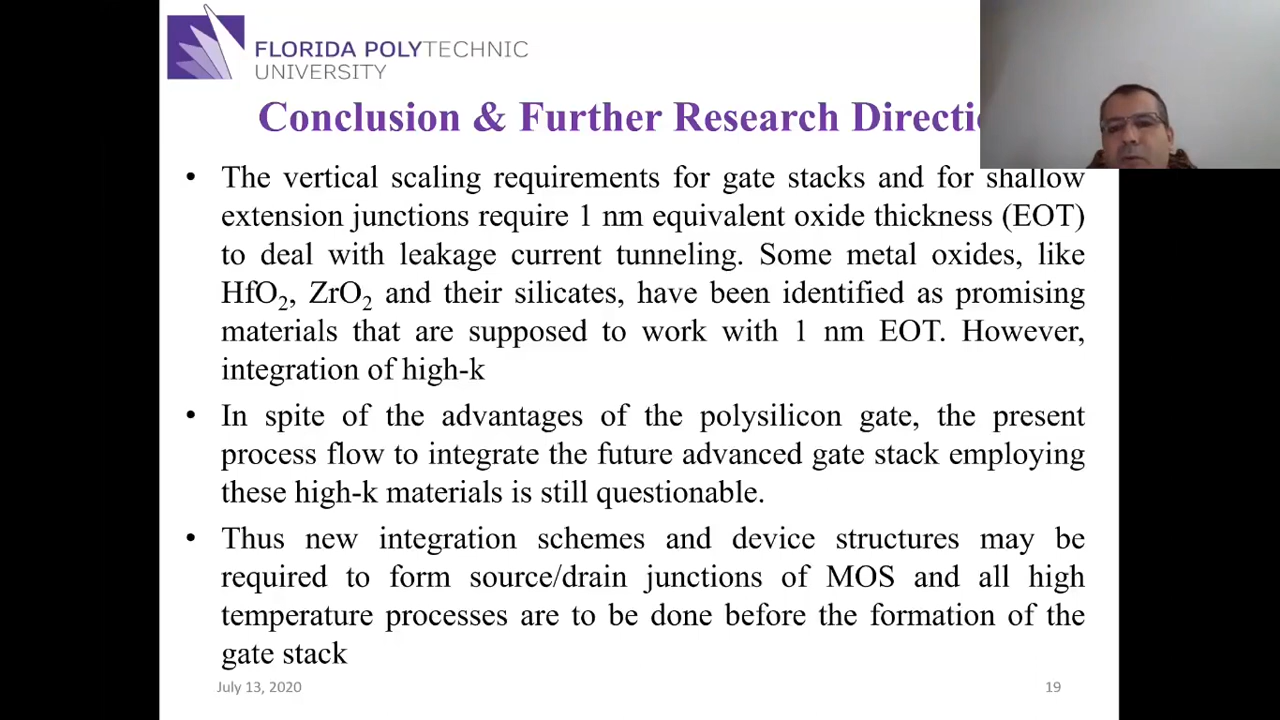 FLORIDA POLYTECHNIC
UNIVERSITY
Conclusion & Further Research
• The vertical scaling requirements for gate stacks and for shallow
extension junctions require 1 nm equivalent oxide thickness (EOT)
to deal with leakage current tunneling. Some metal oxides, like
HfO₂, ZrO₂ and their silicates, have been identified as promising
materials that are supposed to work with 1 nm EOT. However,
integration of high-k
• In spite of the advantages of the polysilicon gate, the present
process flow to integrate the future advanced gate stack employing
these high-k materials is still questionable.
• Thus new integration schemes and device structures may be
required to form source/drain junctions of MOS and all high
temperature processes are to be done before the formation of the
gate stack
July 13, 2020
19